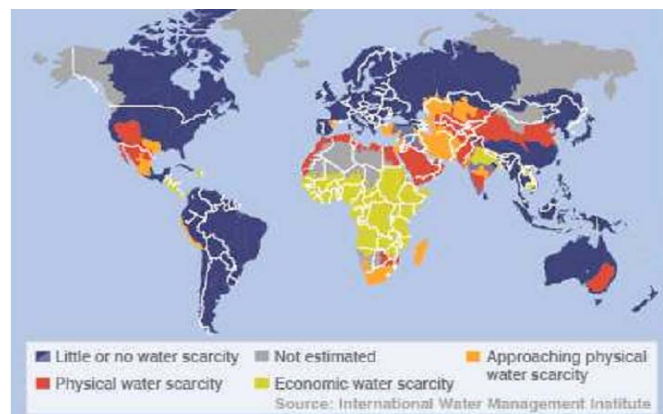 Little or no water scarcity
Not estimated
Approaching physical
water scarcity
Physical water scarcity
Economic water scarcity
Source: International Water Management Institute